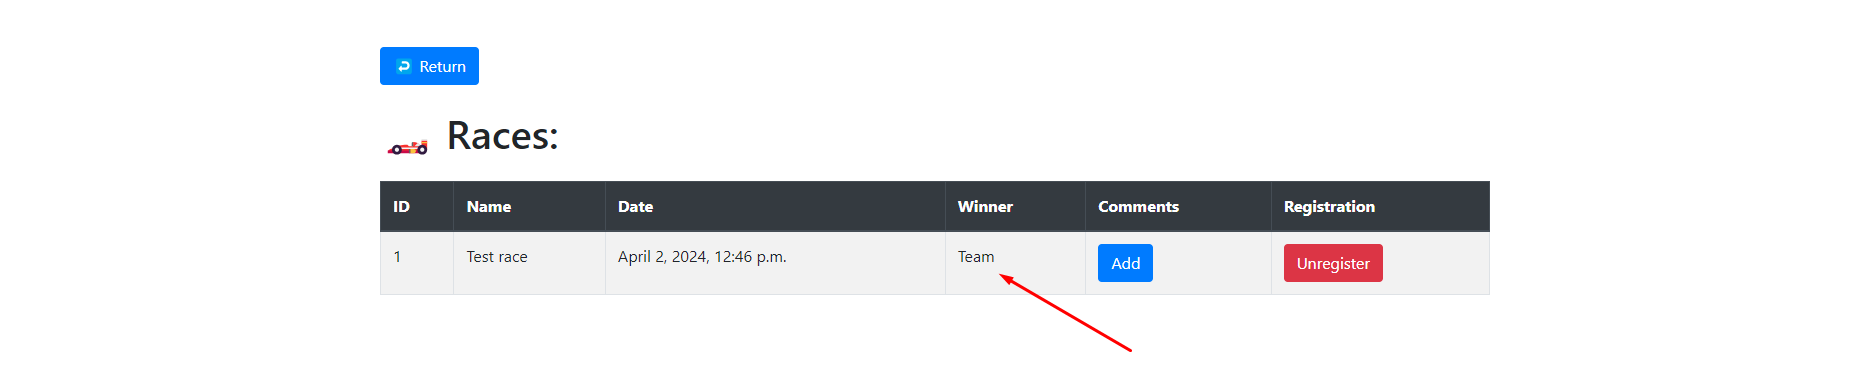 Return
Races:
ID Name Date Winner Comments Registration
1 Test race April 2, 2024, 12:46 p.m. Team Add Unregister